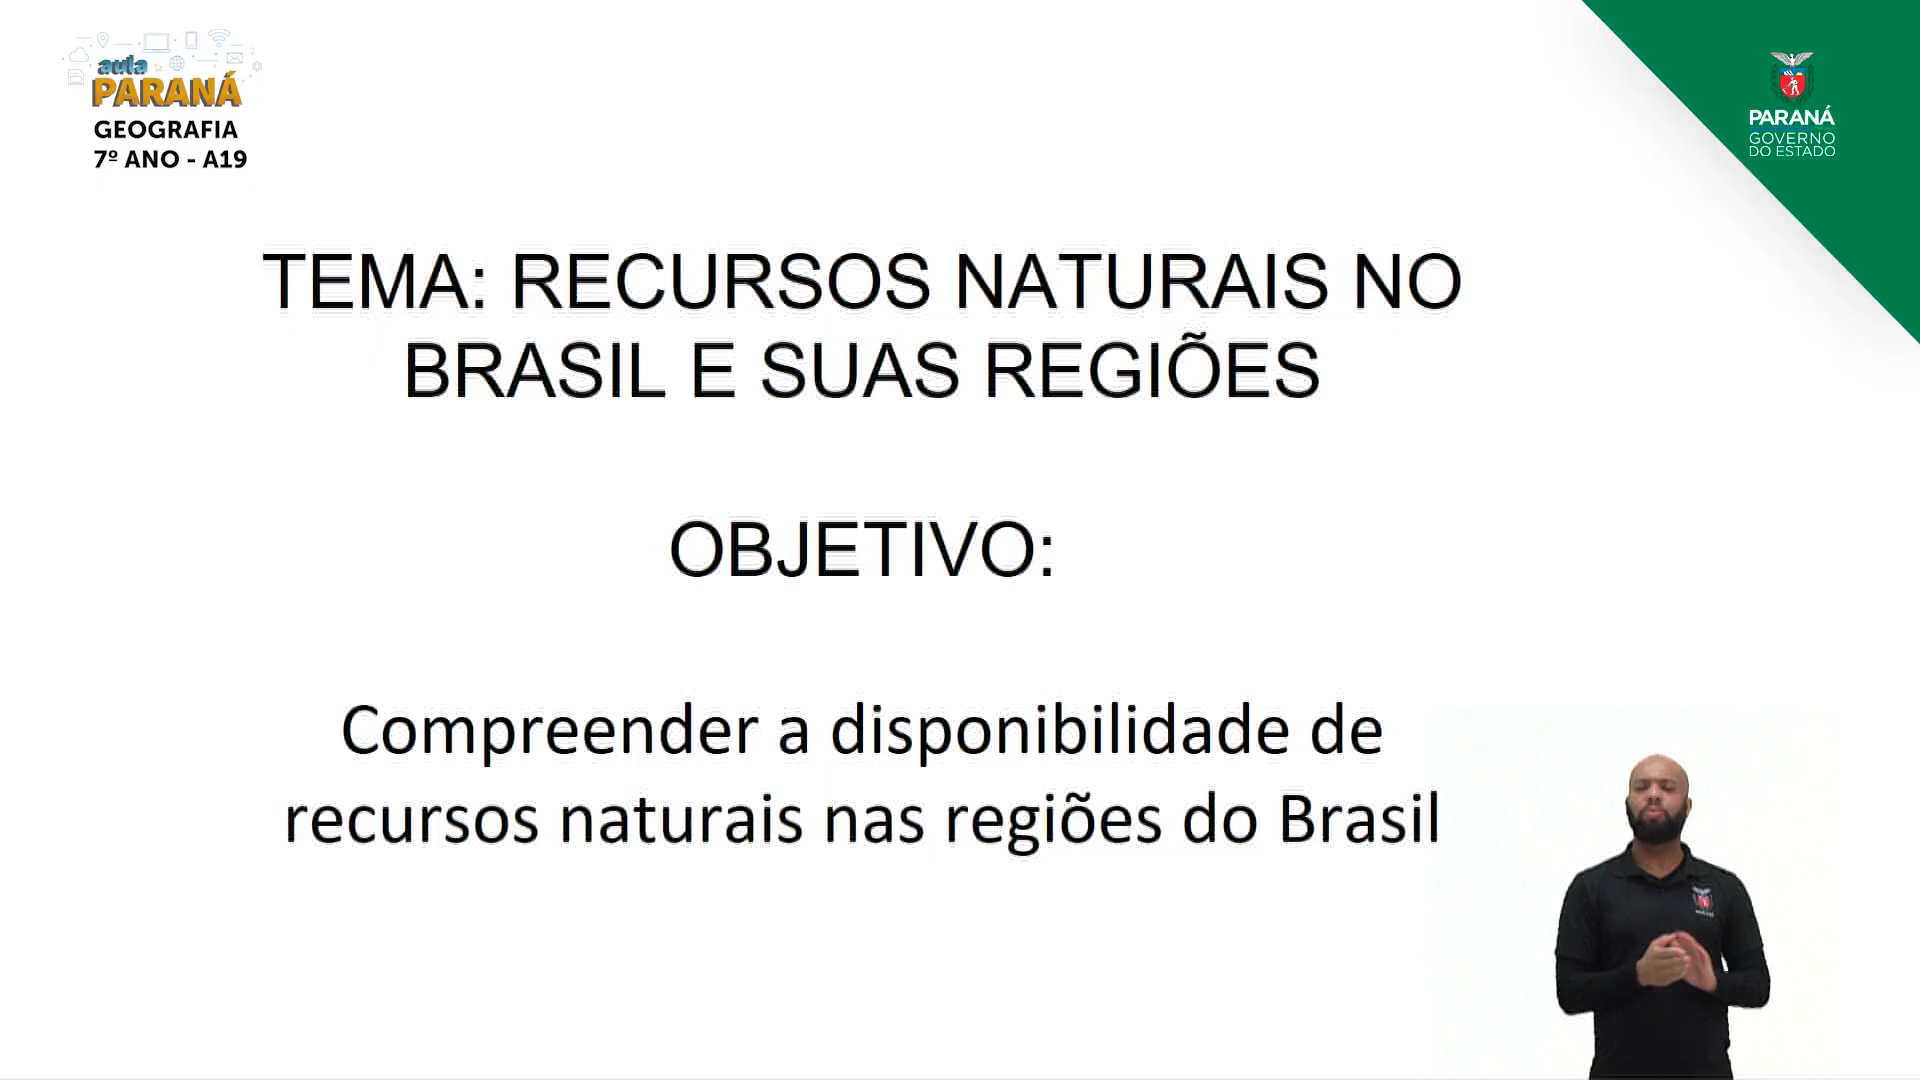 aula
PARANÁ
GEOGRAFIA
7º ANO - A19
PARANÁ
GOVERNO
DO ESTADO
TEMA: RECURSOS NATURAIS NO
BRASIL E SUAS REGIÕES
OBJETIVO:
Compreender a disponibilidade de
recursos naturais nas regiões do Brasil